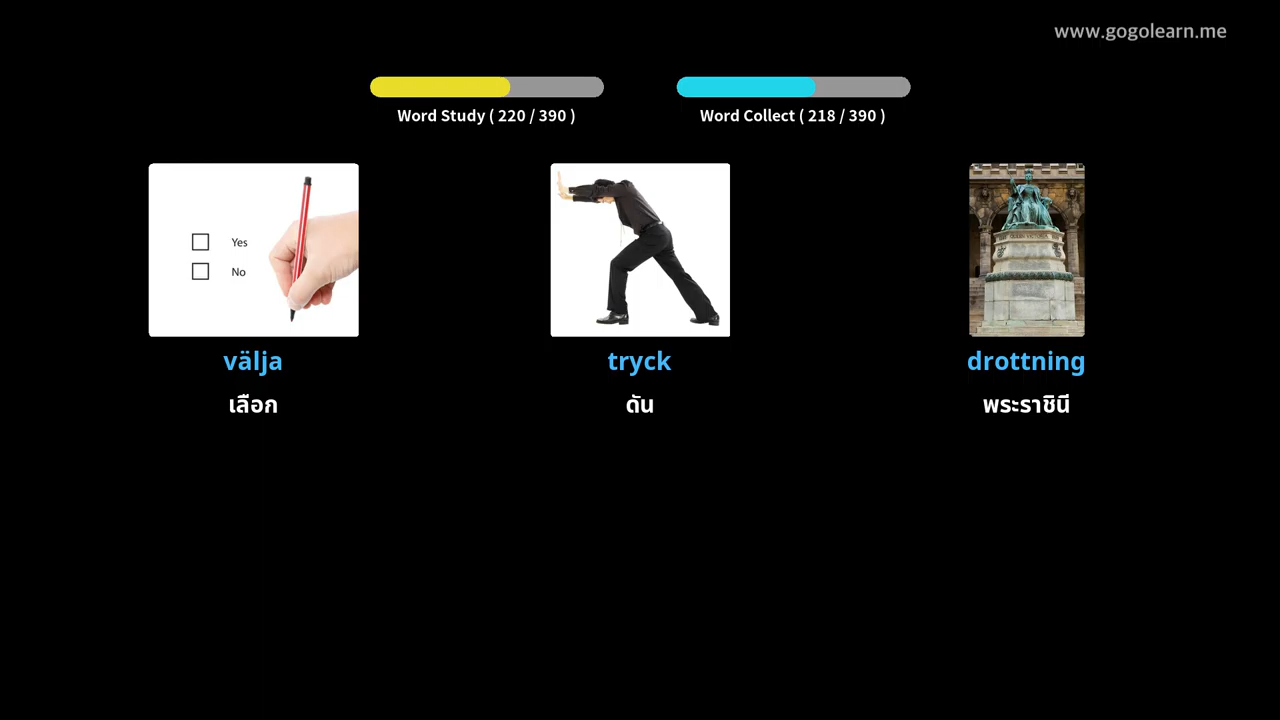 www.gogolearn.me
Word Study ( 220 / 390 )
Word Collect ( 218 / 390 )
Yes
No
välja
tryck
drottning
เลือก
ดัน
พระราชินี